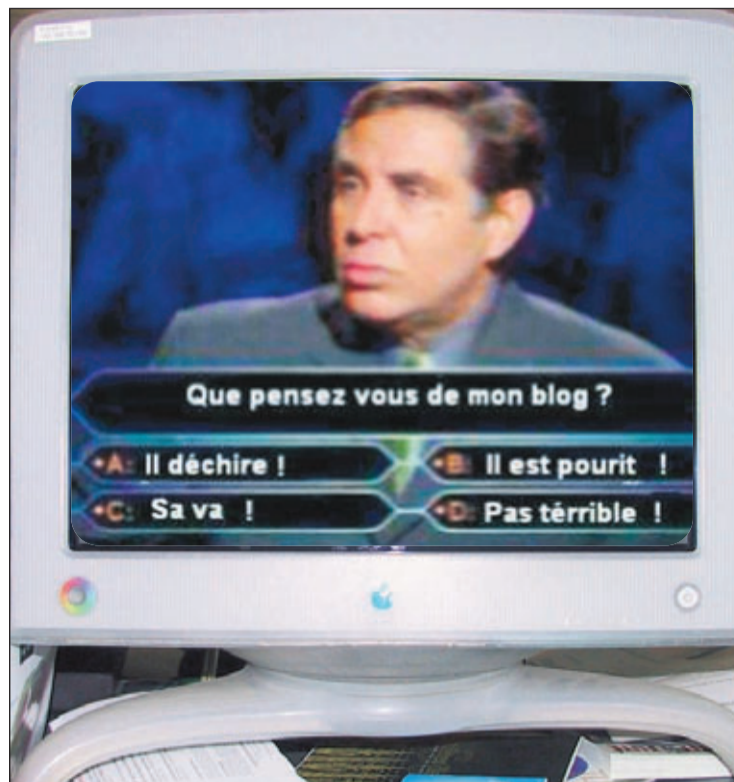 Que pensez vous de mon blog ?
A: Il déchire !
B: Il est pourit !
C: Sa va !
D: Pas térrible !